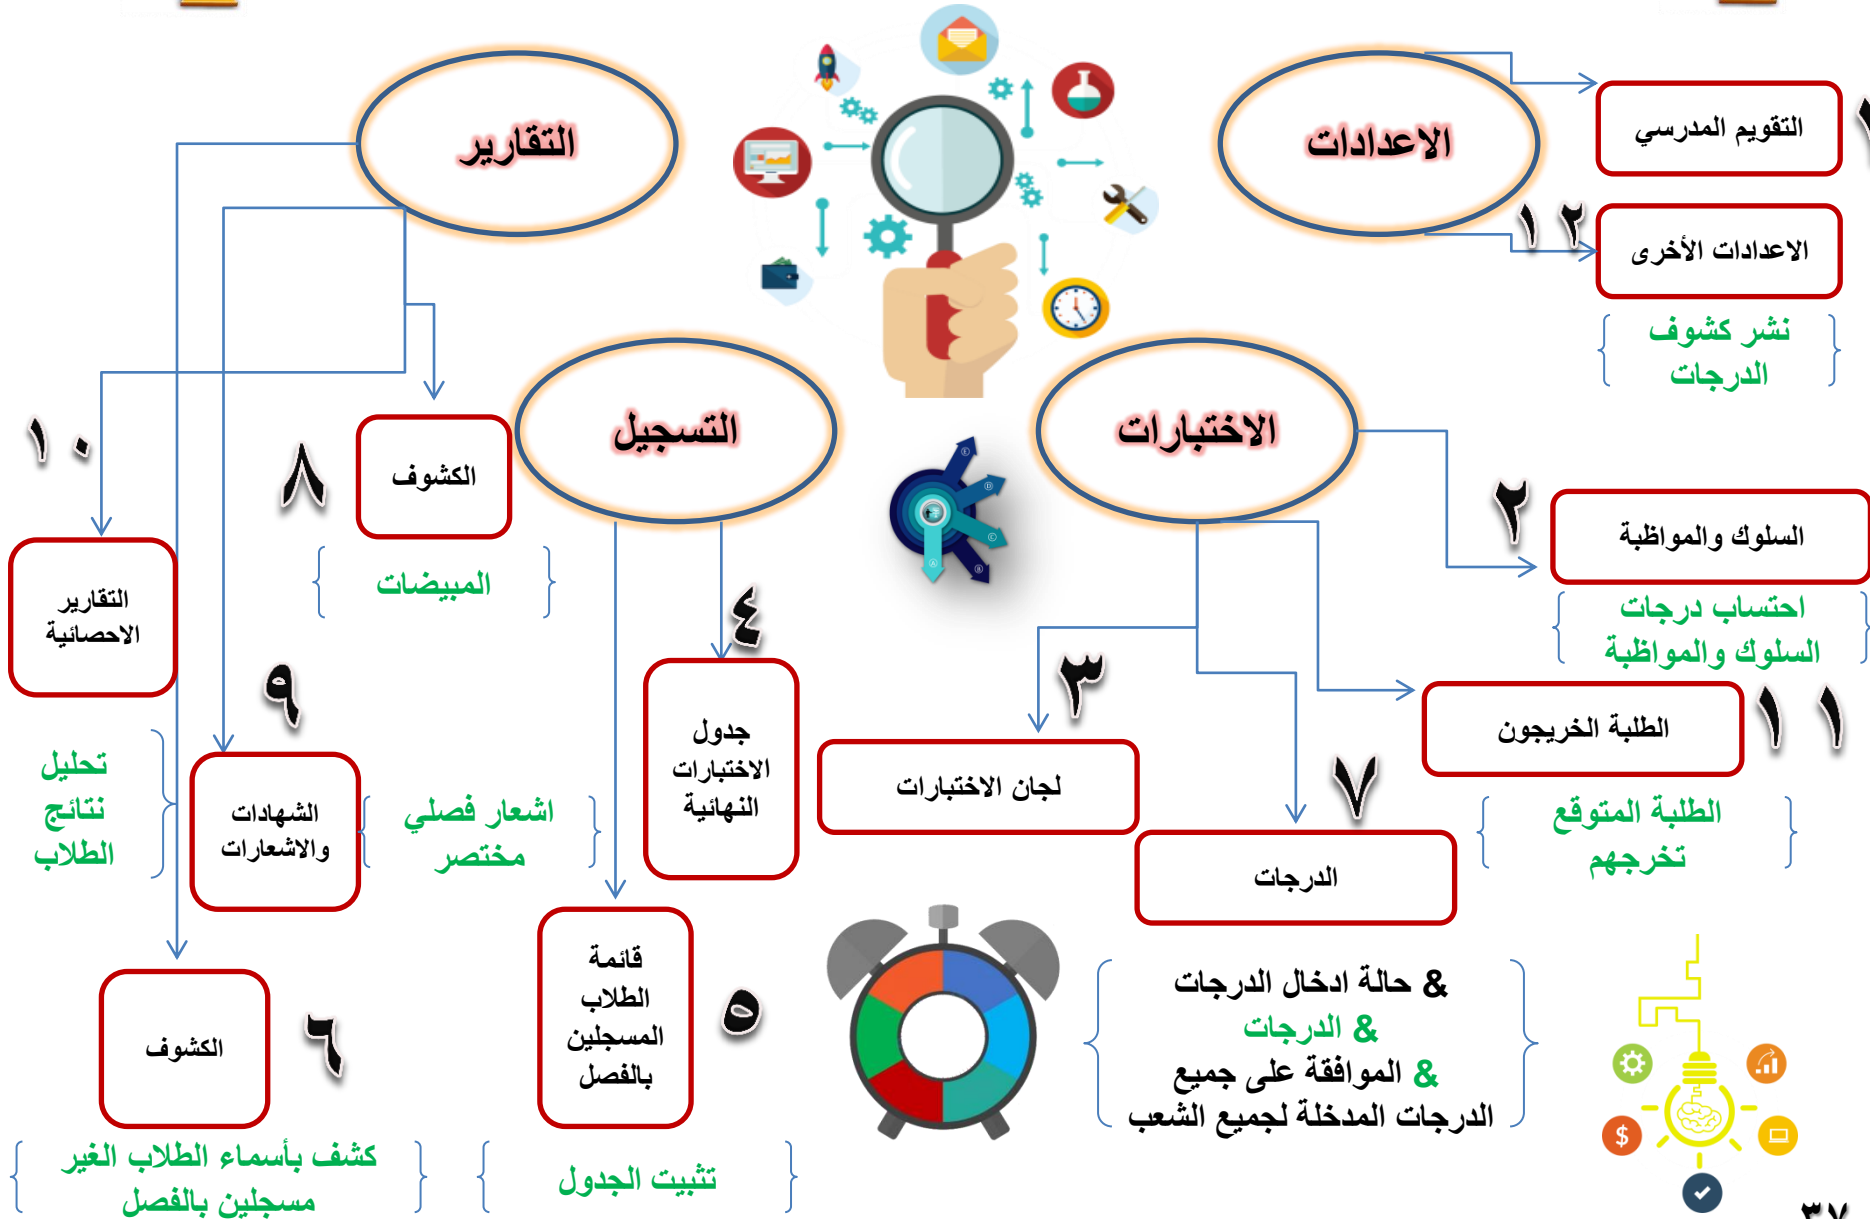 الاعدادات
١
التقويم المدرسي
١٢
الاعدادات الأخرى
نشر كشوف
الدرجات
التقارير
الاختبارات
التسجيل
٢
السلوك والمواظبة
احتساب درجات
السلوك والمواظبة
١١
الطلبة الخريجون
الطلبة المتوقع
تخرجهم
٣
لجان الاختبارات
٧
الدرجات
& حالة ادخال الدرجات
& الدرجات
& الموافقة على جميع
الدرجات المدخلة لجميع الشعب
٤
جدول
الاختبارات
النهائية
٥
قائمة
الطلاب
المسجلين
بالفصل
تثبيت الجدول
٨
الكشوف
المبيضات
٩
الشهادات
والاشعارات
اشعار فصلي
مختصر
١٠
التقارير
الاحصائية
تحليل
نتائج
الطلاب
٦
الكشوف
كشف بأسماء الطلاب الغير
مسجلين بالفصل
E
D
C
B
A
$
٣٧